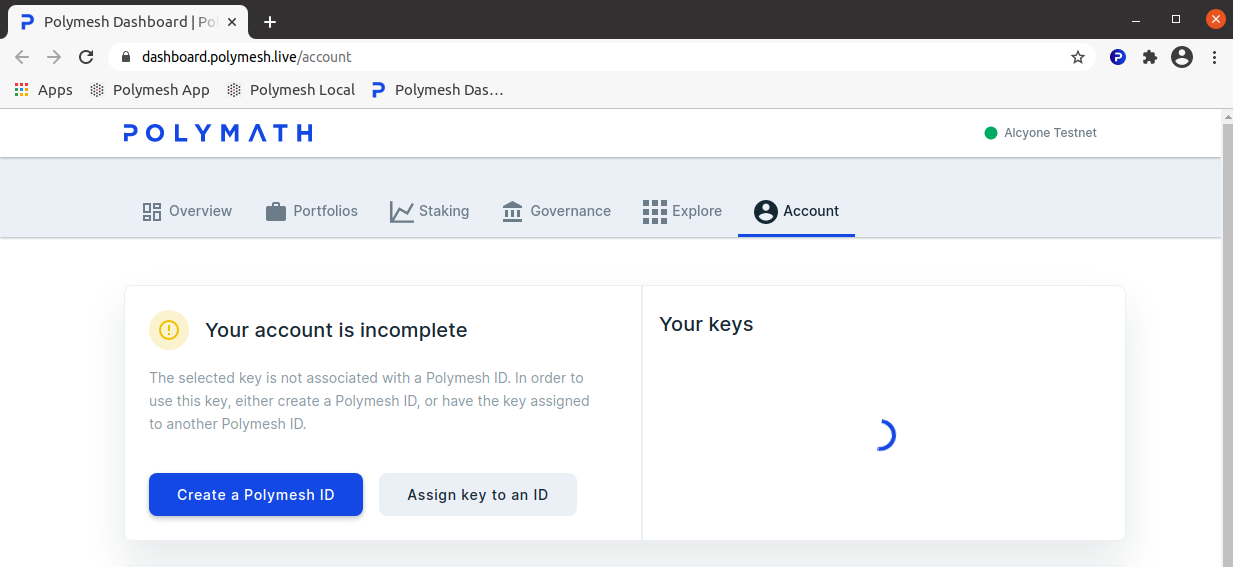 Polymesh Dashboard | Pol
dashboard.polymesh.live/account
Apps
Polymesh App
Polymesh Local
Polymesh Das…
POLYMATH
Alcyone Testnet
Overview
Portfolios
Staking
Governance
Explore
Account
Your account is incomplete
The selected key is not associated with a Polymesh ID. In order to
use this key, either create a Polymesh ID, or have the key assigned
to another Polymesh ID.
Create a Polymesh ID
Assign key to an ID
Your keys